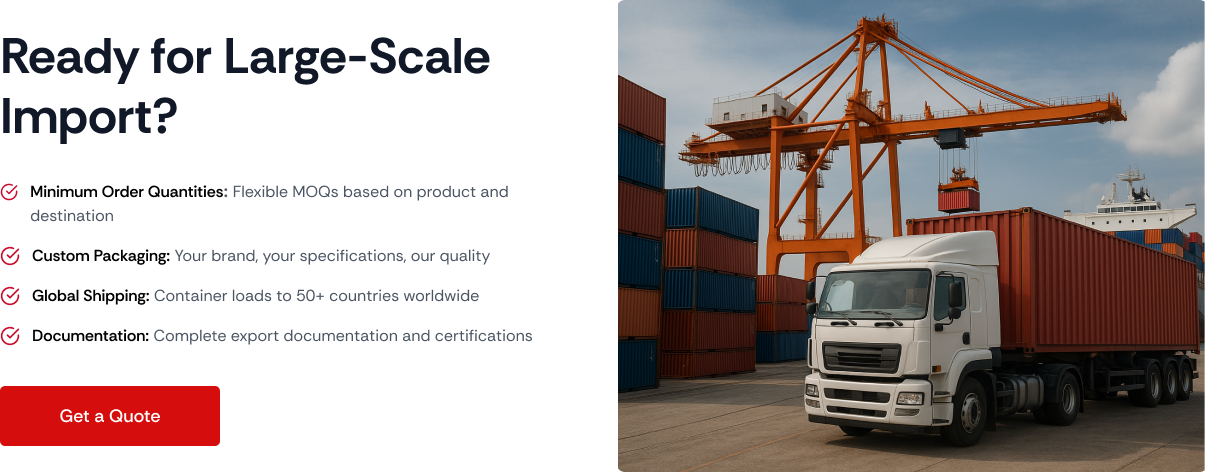 Ready for Large-Scale
Import?
Minimum Order Quantities: Flexible MOQs based on product and
destination
Custom Packaging: Your brand, your specifications, our quality
Global Shipping: Container loads to 50+ countries worldwide
Documentation: Complete export documentation and certifications
Get a Quote